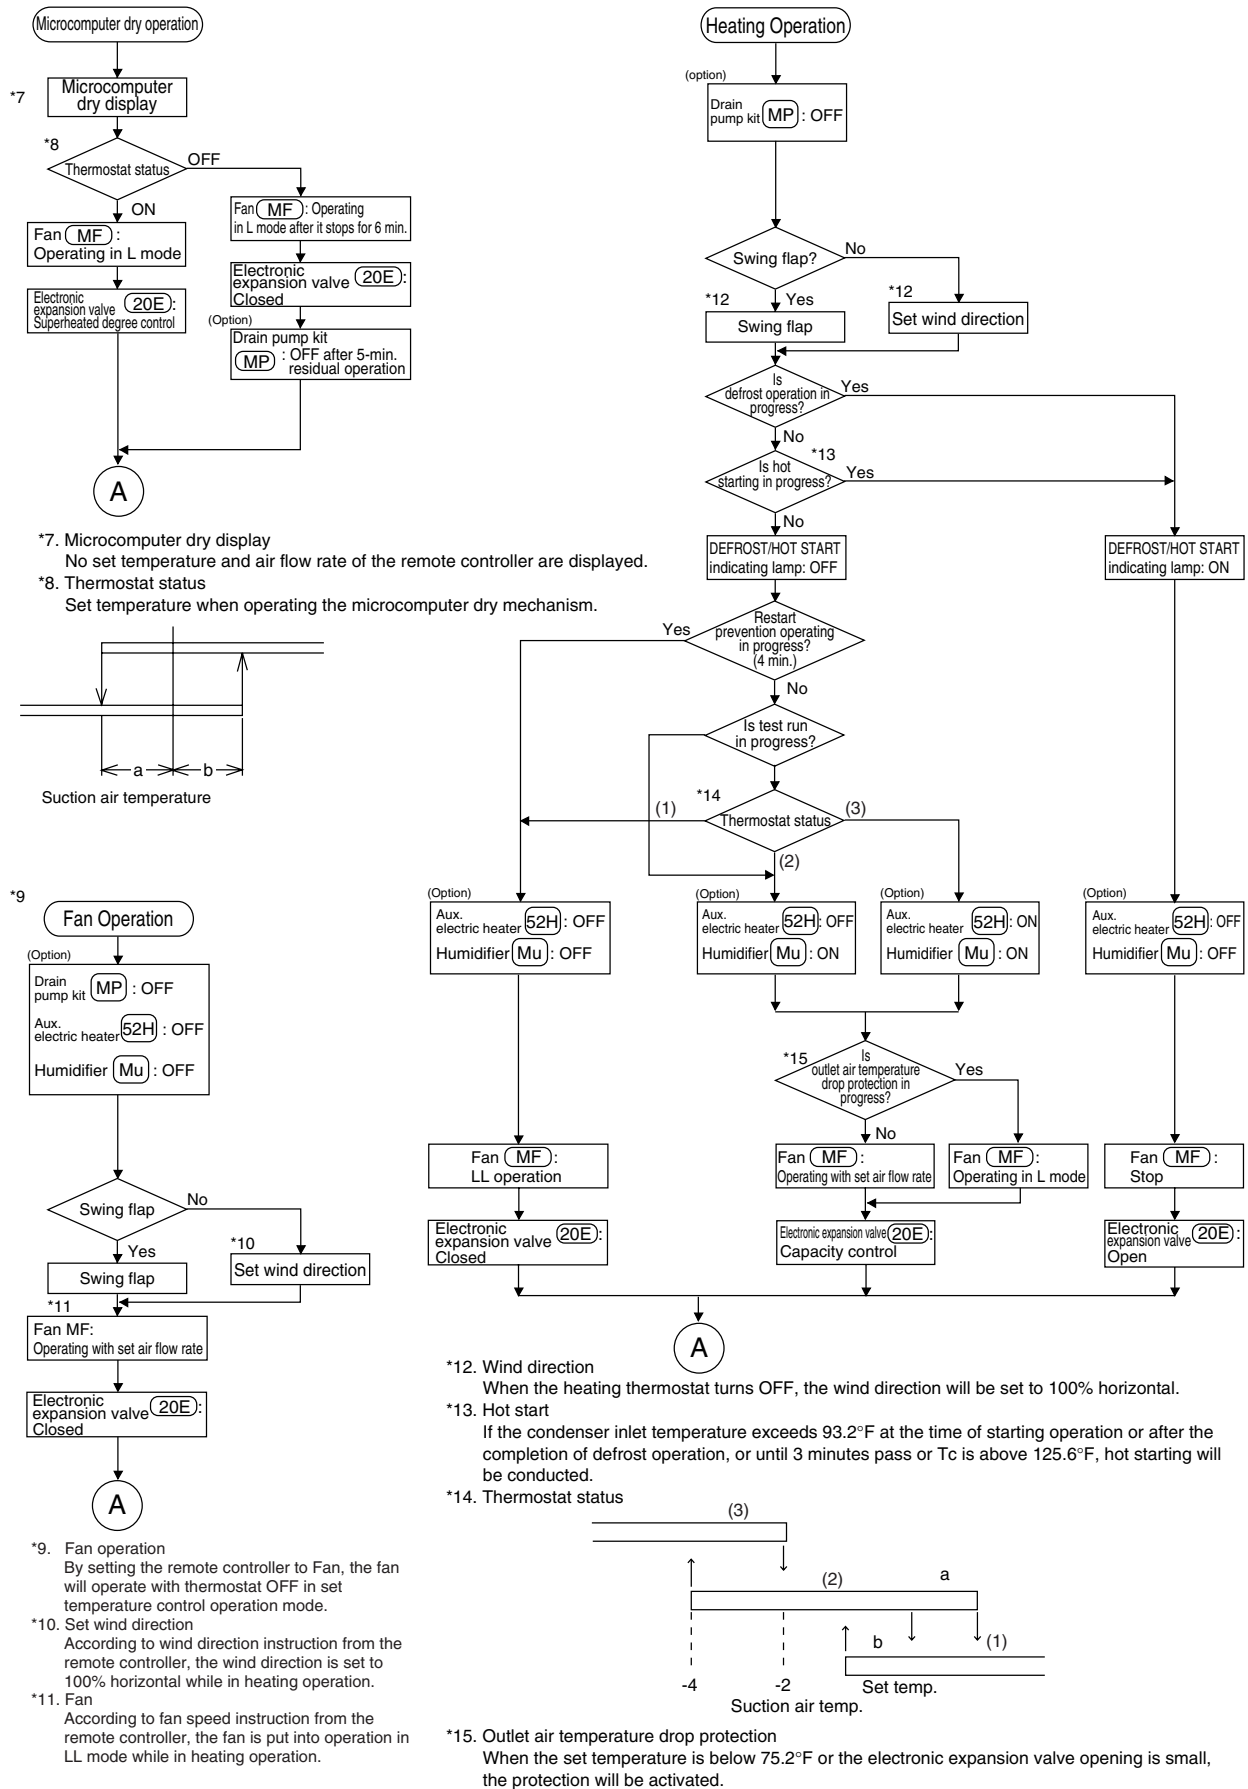 Microcomputer dry operation
*7
Microcomputer
dry display
*8
Thermostat status
OFF
ON
Fan MF :
Operating in L mode
Electronic
expansion valve 20E :
Superheated degree control
Fan MF : Operating
in L mode after it stops for 6 min.
Electronic
expansion valve 20E :
Closed
(Option)
Drain pump kit
MP : OFF after 5-min.
residual operation
A
*7. Microcomputer dry display
No set temperature and air flow rate of the remote controller are displayed.
*8. Thermostat status
Set temperature when operating the microcomputer dry mechanism.
a
b
Suction air temperature
*9
Fan Operation
(Option)
Drain
pump kit MP : OFF
Aux.
electric heater 52H : OFF
Humidifier Mu : OFF
Swing flap
No
Yes
Swing flap
*10
Set wind direction
*11
Fan MF:
Operating with set air flow rate
Electronic
expansion valve 20E :
Closed
A
*9. Fan operation
By setting the remote controller to Fan, the fan
will operate with thermostat OFF in set
temperature control operation mode.
*10. Set wind direction
According to wind direction instruction from the
remote controller, the wind direction is set to
100% horizontal while in heating operation.
*11. Fan
According to fan speed instruction from the
remote controller, the fan is put into operation in
LL mode while in heating operation.
Heating Operation
(option)
Drain
pump kit MP : OFF
Swing flap?
No
Yes
*12
Swing flap
*12
Set wind direction
Is
defrost operation in
progress?
Yes
No
*13
Is hot
starting in progress?
Yes
No
DEFROST/HOT START
indicating lamp: OFF
DEFROST/HOT START
indicating lamp: ON
Restart
prevention operating
in progress?
(4 min.)
Yes
No
Is test run
in progress?
*14
Thermostat status
(1)
(3)
(2)
(Option)
Aux.
electric heater 52H : OFF
Humidifier Mu : OFF
(Option)
Aux.
electric heater 52H : OFF
Humidifier Mu : ON
(Option)
Aux.
electric heater 52H : ON
Humidifier Mu : ON
(Option)
Aux.
electric heater 52H : OFF
Humidifier Mu : OFF
*15
Is
outlet air temperature
drop protection in
progress?
Yes
No
Fan MF :
LL operation
Fan MF :
Operating with set air flow rate
Fan MF :
Operating in L mode
Fan MF :
Stop
Electronic
expansion valve 20E :
Closed
Electronic expansion valve 20E :
Capacity control
Electronic
expansion valve 20E :
Open
A
*12. Wind direction
When the heating thermostat turns OFF, the wind direction will be set to 100% horizontal.
*13. Hot start
If the condenser inlet temperature exceeds 93.2°F at the time of starting operation or after the
completion of defrost operation, or until 3 minutes pass or Tc is above 125.6°F, hot starting will
be conducted.
*14. Thermostat status
(3)
(2)
a
b
(1)
-4
-2
Set temp.
Suction air temp.
*15. Outlet air temperature drop protection
When the set temperature is below 75.2°F or the electronic expansion valve opening is small,
the protection will be activated.